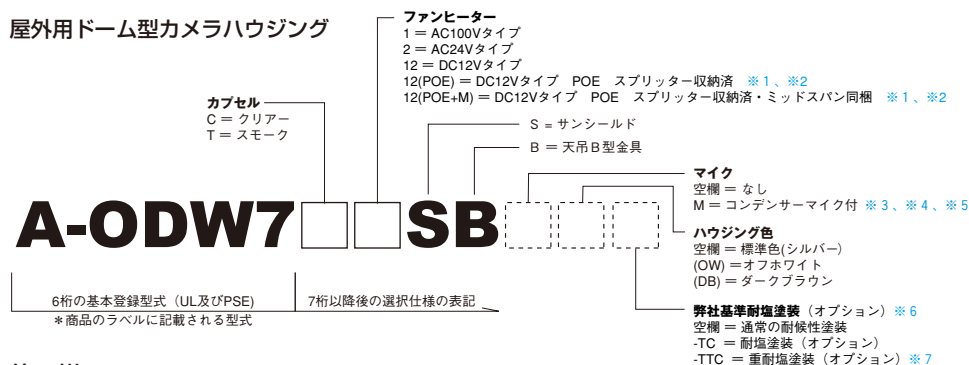 屋外用ドーム型カメラハウジング
ファンヒーター
1 = AC100Vタイプ
2 = AC24Vタイプ
12 = DC12Vタイプ
12(POE) = DC12Vタイプ　POE　スプリッター収納済　※1、※2
12(POE+M) = DC12Vタイプ　POE　スプリッター収納済・ミッドスパン同梱　※1、※2
カプセル
C = クリアー
T = スモーク
S = サンシールド
B = 天吊B型金具
マイク
空欄 = なし
M = コンデンサーマイク付 ※3、※4、※5
A-ODW7□□SB□□□
ハウジング色
空欄 = 標準色(シルバー)
(OW) =オフホワイト
(DB) = ダークブラウン
6桁の基本登録型式（UL及びPSE)
7桁以降後の選択仕様の表記
＊商品のラベルに記載される型式
弊社基準耐塩塗装（オプション）※6
空欄 = 通常の耐候性塗装
-TC = 耐塩塗装（オプション）
-TTC = 重耐塩塗装（オプション）※7